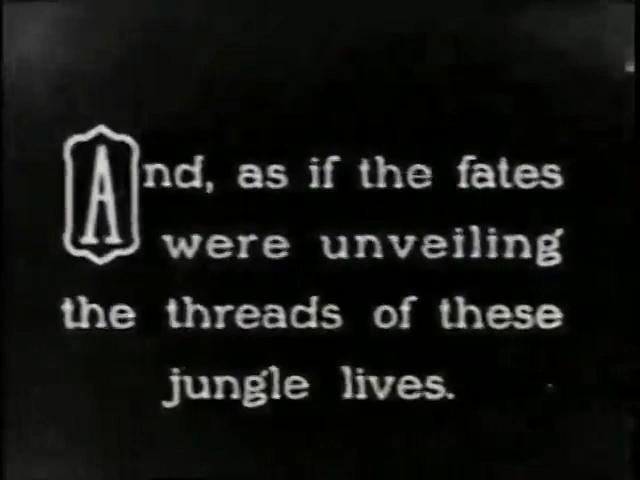 And, as if the fates
were unveiling
the threads of these
jungle lives.